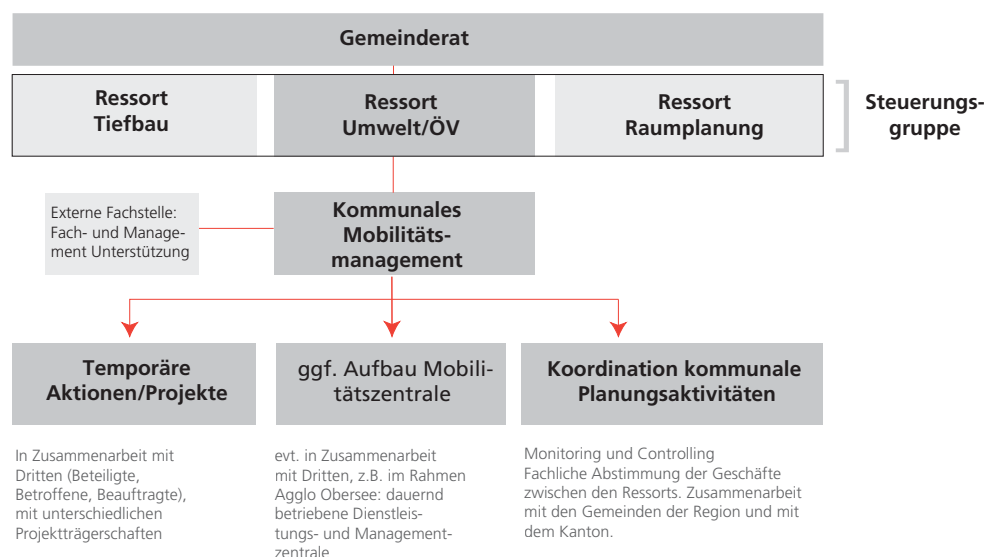 Gemeinderat
Ressort
Tiefbau
Ressort
Umwelt/ÖV
Ressort
Raumplanung
Steuerungs-
gruppe
Externe Fachstelle:
Fach- und Manage-
ment Unterstützung
Kommunales
Mobilitäts-
management
Temporäre
Aktionen/Projekte
ggf. Aufbau Mobili-
tätszentrale
Koordination kommunale
Planungsaktivitäten
In Zusammenarbeit mit
Dritten (Beteiligte,
Betroffene, Beauftragte),
mit unterschiedlichen
Projektträgerschaften
evt. in Zusammenarbeit
mit Dritten, z.B. im Rahmen
Agglo Obersee: dauernd
betriebene Dienstleis-
tungs- und Management-
zentrale
Monitoring und Controlling
Fachliche Abstimmung der Geschäfte
zwischen den Ressorts. Zusammenarbeit
mit den Gemeinden der Region und mit
dem Kanton.